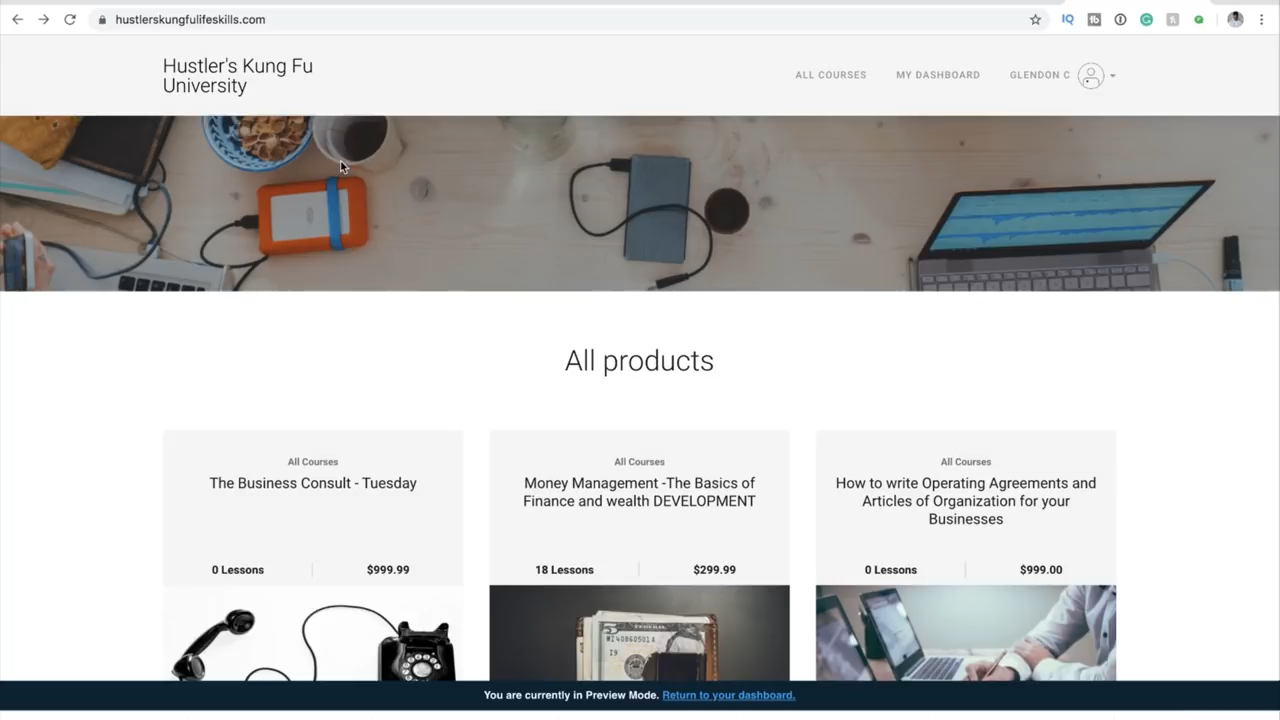 hustlerskungfulifeskills.com
Hustler's Kung Fu
University
ALL COURSES
MY DASHBOARD
GLENDON C
All products
All Courses
The Business Consult - Tuesday
0 Lessons
$999.99
All Courses
Money Management -The Basics of
Finance and wealth DEVELOPMENT
18 Lessons
$299.99
All Courses
How to write Operating Agreements and
Articles of Organization for your
Businesses
0 Lessons
$999.00
You are currently in Preview Mode. Return to your dashboard.